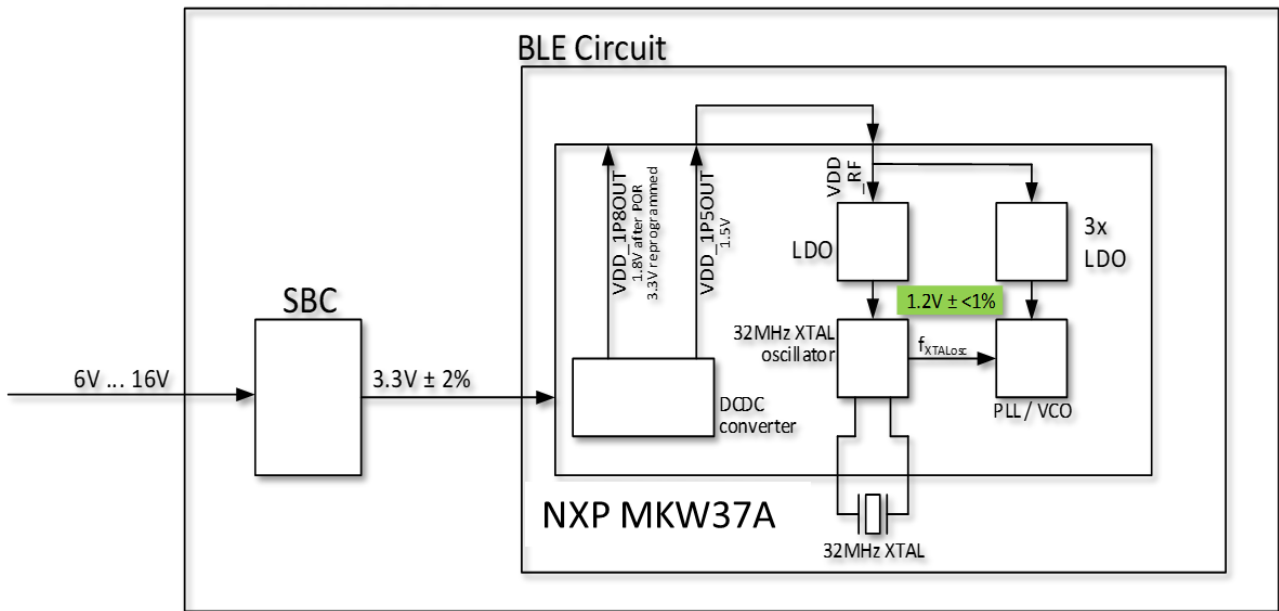 BLE Circuit
VDD_1P8OUT
1.8V after POR
3.3V reprogrammed
VDD_1P5OUT
1.5V
VDD
_RF
LDO
3x
LDO
1.2V ± <1%
SBC
32MHz XTAL
oscillator
fXTALosc
6V ... 16V
3.3V ± 2%
DCDC
converter
PLL / VCO
NXP MKW37A
32MHz XTAL